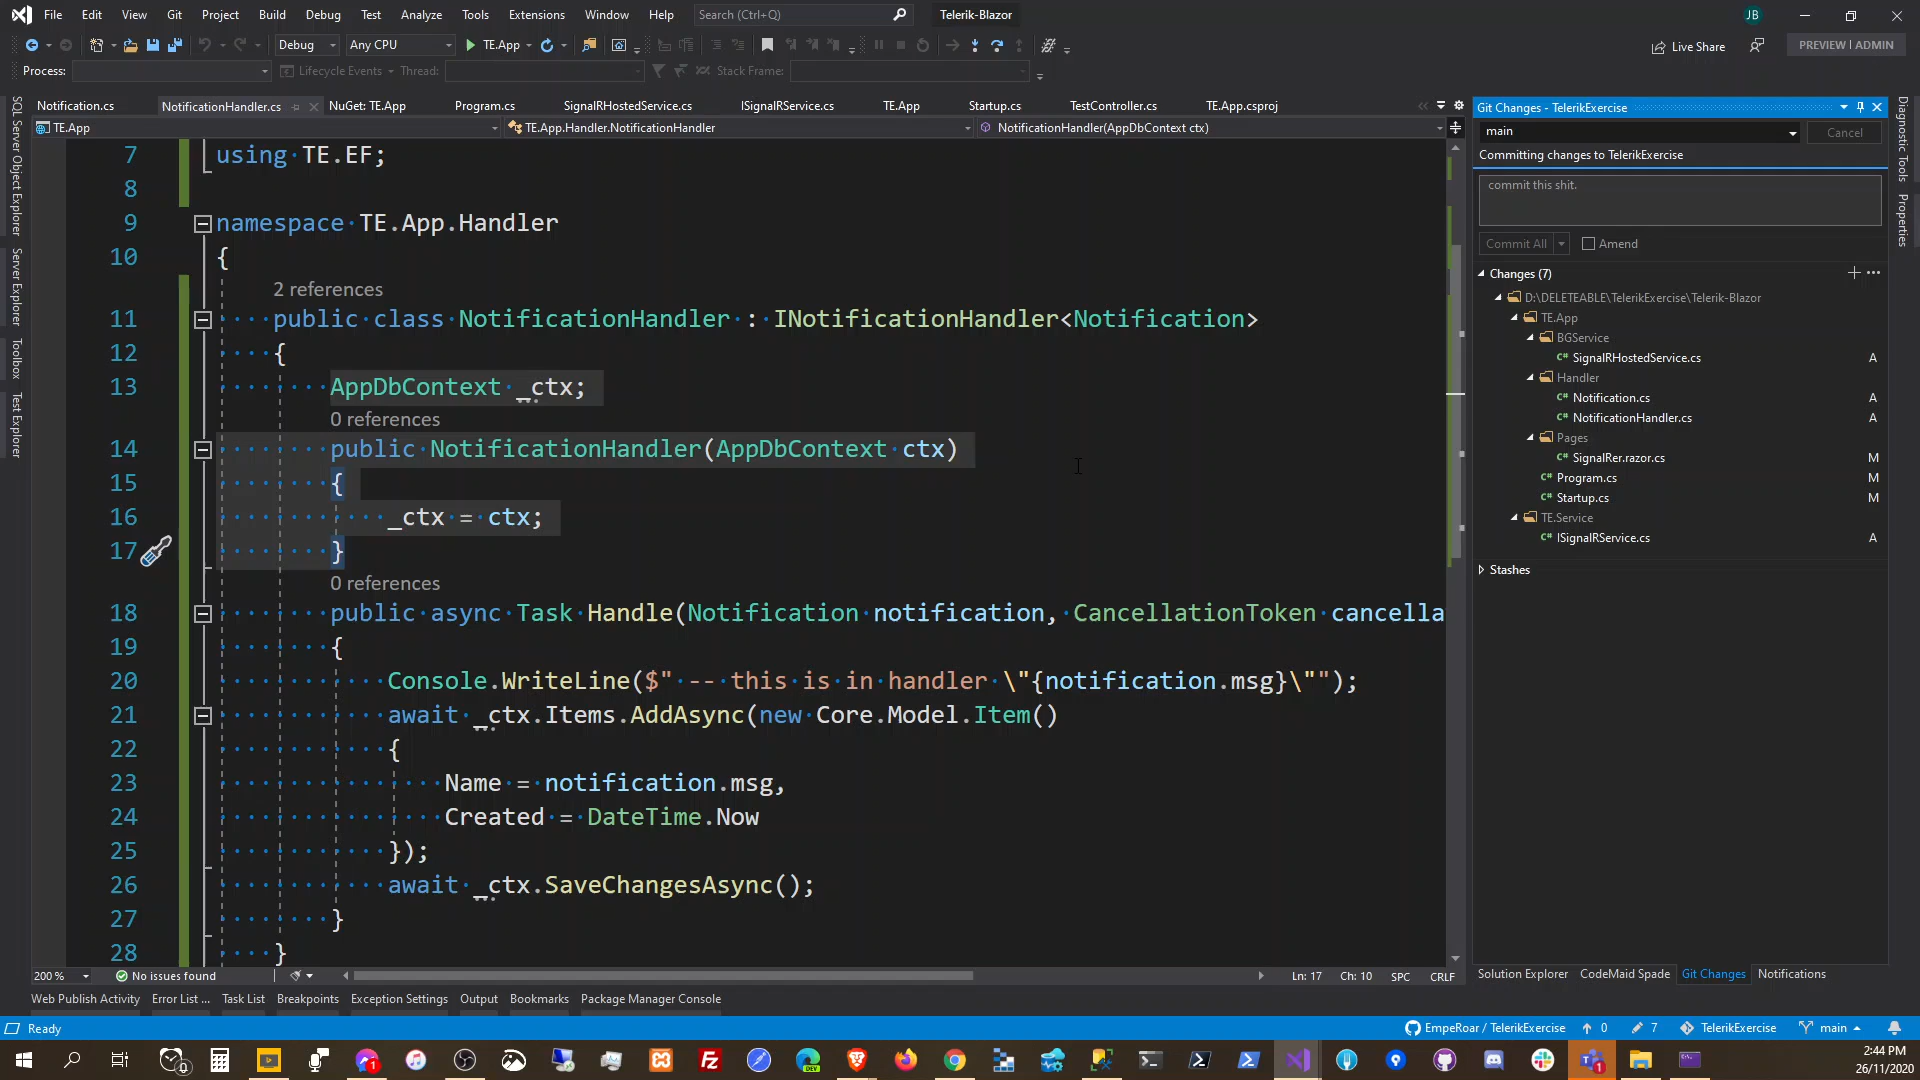 File Edit View Git Project Build Debug Test Analyze Tools Extensions Window Help Search (Ctrl+Q) Telerik-Blazor JB
Debug Any CPU TE.App Live Share PREVIEW | ADMIN
Process: Lifecycle Events Thread: Stack Frame:
Notification.cs NotificationHandler.cs NuGet: TE.App Program.cs SignalRHostedService.cs ISignalRService.cs TE.App Startup.cs TestController.cs TE.App.csproj
TE.App TE.App.Handler.NotificationHandler NotificationHandler(AppDbContext ctx)
SQL Server Object Explorer
Server Explorer
Toolbox
Test Explorer
7 using TE.EF;
8
9 namespace TE.App.Handler
10 {
2 references
11 public class NotificationHandler : INotificationHandler<Notification>
12 {
13 AppDbContext _ctx;
0 references
14 public NotificationHandler(AppDbContext ctx)
15 {
16 _ctx = ctx;
17 }
0 references
18 public async Task Handle(Notification notification, CancellationToken cancella
19 {
20 Console.WriteLine($" -- this is in handler \"{notification.msg}\"");
21 await _ctx.Items.AddAsync(new Core.Model.Item()
22 {
23 Name = notification.msg,
24 Created = DateTime.Now
25 });
26 await _ctx.SaveChangesAsync();
27 }
28 }
200 % No issues found Ln: 17 Ch: 10 SPC CRLF
Git Changes - TelerikExercise
main Cancel
Committing changes to TelerikExercise
commit this shit.
Commit All Amend
Changes (7)
D:\DELETEABLE\TelerikExercise\Telerik-Blazor
TE.App
BGService
C# SignalRHostedService.cs A
Handler
C# Notification.cs A
C# NotificationHandler.cs A
Pages
C# SignalRer.razor.cs M
C# Program.cs M
C# Startup.cs M
TE.Service
C# ISignalRService.cs A
Stashes
Diagnostic Tools
Properties
Solution Explorer CodeMaid Spade Git Changes Notifications
Web Publish Activity Error List ... Task List Breakpoints Exception Settings Output Bookmarks Package Manager Console
Ready EmpeRoar / TelerikExercise 0 7 TelerikExercise main
2:44 PM
26/11/2020